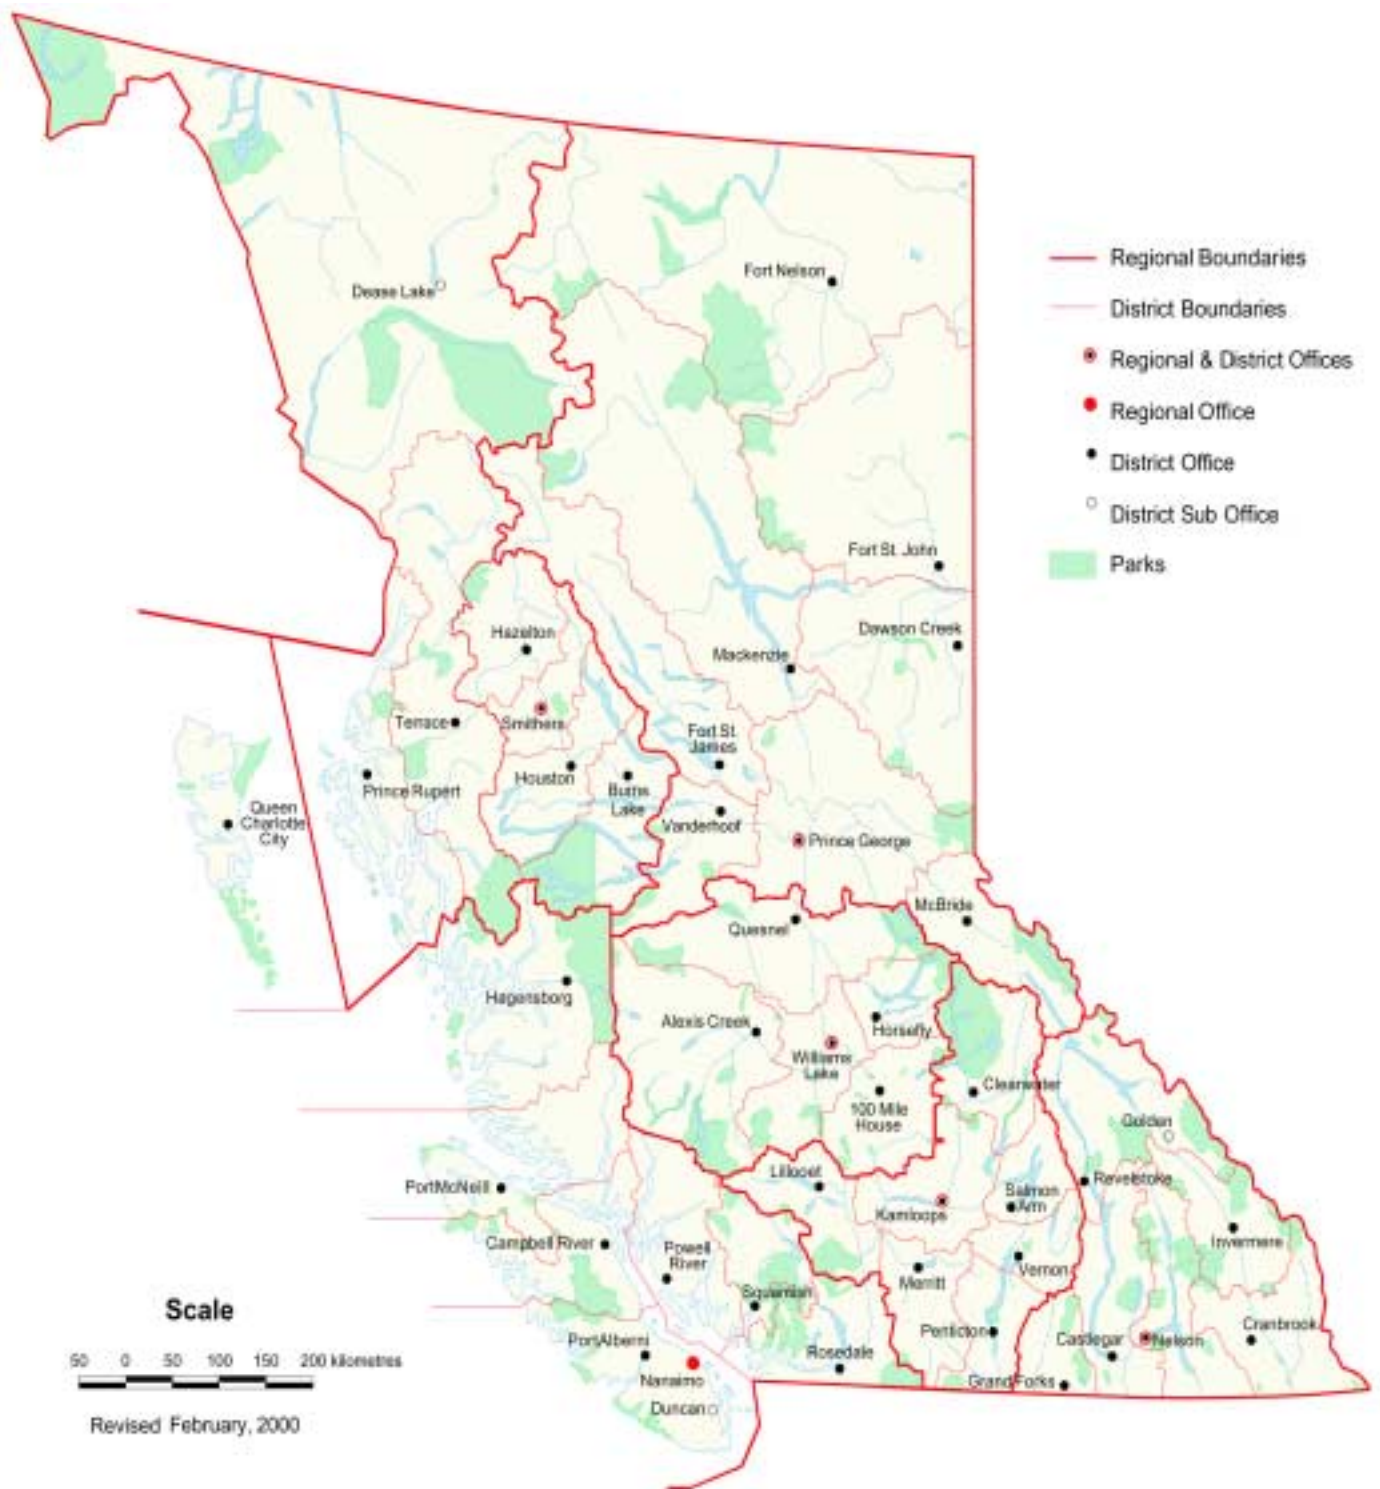 Fort Nelson
Dease Lake
Regional Boundaries
District Boundaries
Regional & District Offices
Regional Office
District Office
District Sub Office
Parks
Fort St. John
Hazelton
Dawson Creek
Mackenzie
Terrace
Smithers
Fort St.
James
Houston
Burns
Lake
Prince Rupert
Queen
Charlotte
City
Vanderhoof
Prince George
McBride
Quesnel
Hagensborg
Alexis Creek
Horsefly
Williams
Lake
Clearwater
100 Mile
House
Golden
Lillooet
Revelstoke
PortMcNeill
Salmon
Arm
Kamloops
Campbell River
Powell
River
Invermere
Vernon
Merritt
Squamish
Scale
Penticton
Cranbrook
PortAlberni
Castlegar
Nelson
Rosedale
50 0 50 100 150 200 kilometres
Nanaimo
Grand Forks
Duncan
Revised February, 2000